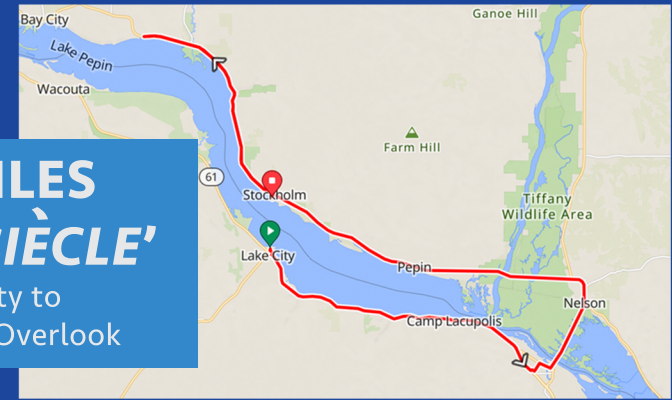 Bay City
Ganoe Hill
Lake Pepin
Wacouta
Farm Hill
61
Stockholm
Tiffany
Wildlife Area
Lake City
Pepin
Nelson
Camp Lacupolis
ILES
IÈCLE’
ty to
Overlook